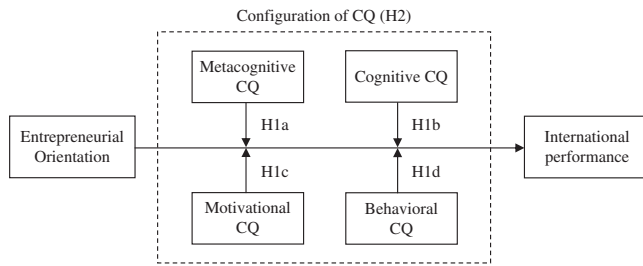 Configuration of CQ (H2)
Metacognitive
CQ
Cognitive CQ
H1a
H1b
Entrepreneurial
Orientation
International
performance
H1c
H1d
Motivational
CQ
Behavioral
CQ